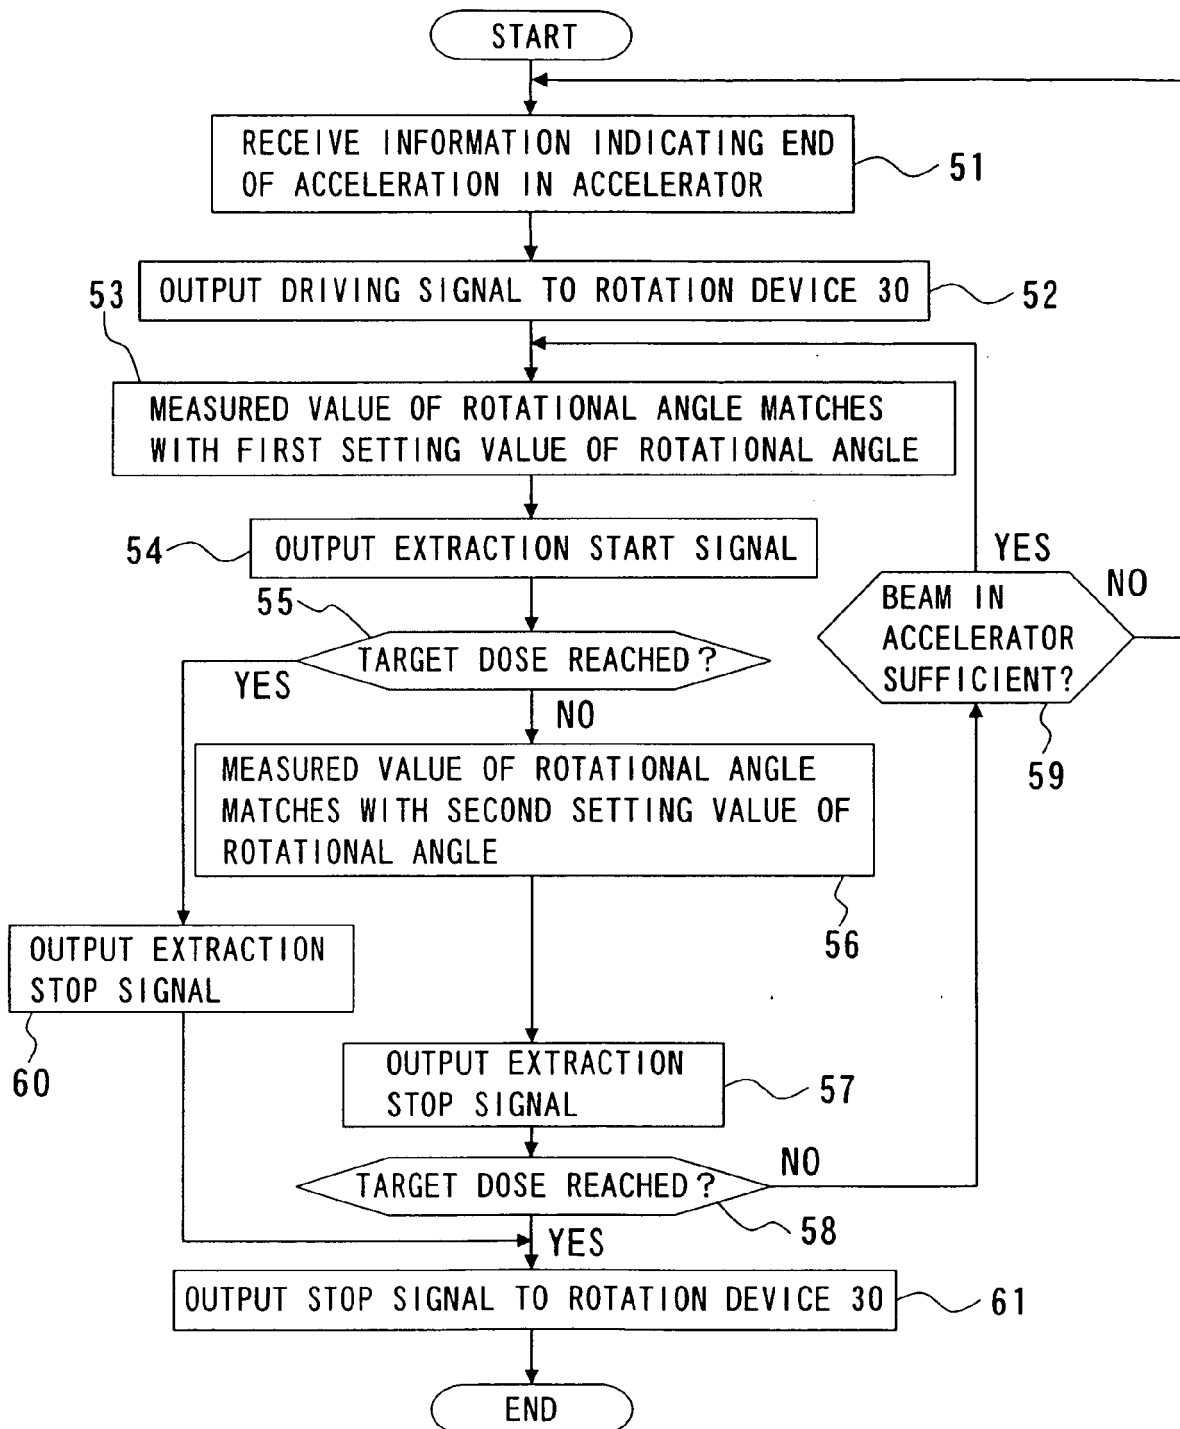 START
RECEIVE INFORMATION INDICATING END
OF ACCELERATION IN ACCELERATOR
51
53
OUTPUT DRIVING SIGNAL TO ROTATION DEVICE 30
52
MEASURED VALUE OF ROTATIONAL ANGLE MATCHES
WITH FIRST SETTING VALUE OF ROTATIONAL ANGLE
54
OUTPUT EXTRACTION START SIGNAL
YES
NO
BEAM IN
ACCELERATOR
SUFFICIENT?
59
55
TARGET DOSE REACHED?
YES
NO
MEASURED VALUE OF ROTATIONAL ANGLE
MATCHES WITH SECOND SETTING VALUE OF
ROTATIONAL ANGLE
56
OUTPUT EXTRACTION
STOP SIGNAL
60
OUTPUT EXTRACTION
STOP SIGNAL
57
TARGET DOSE REACHED?
NO
58
YES
OUTPUT STOP SIGNAL TO ROTATION DEVICE 30
61
END